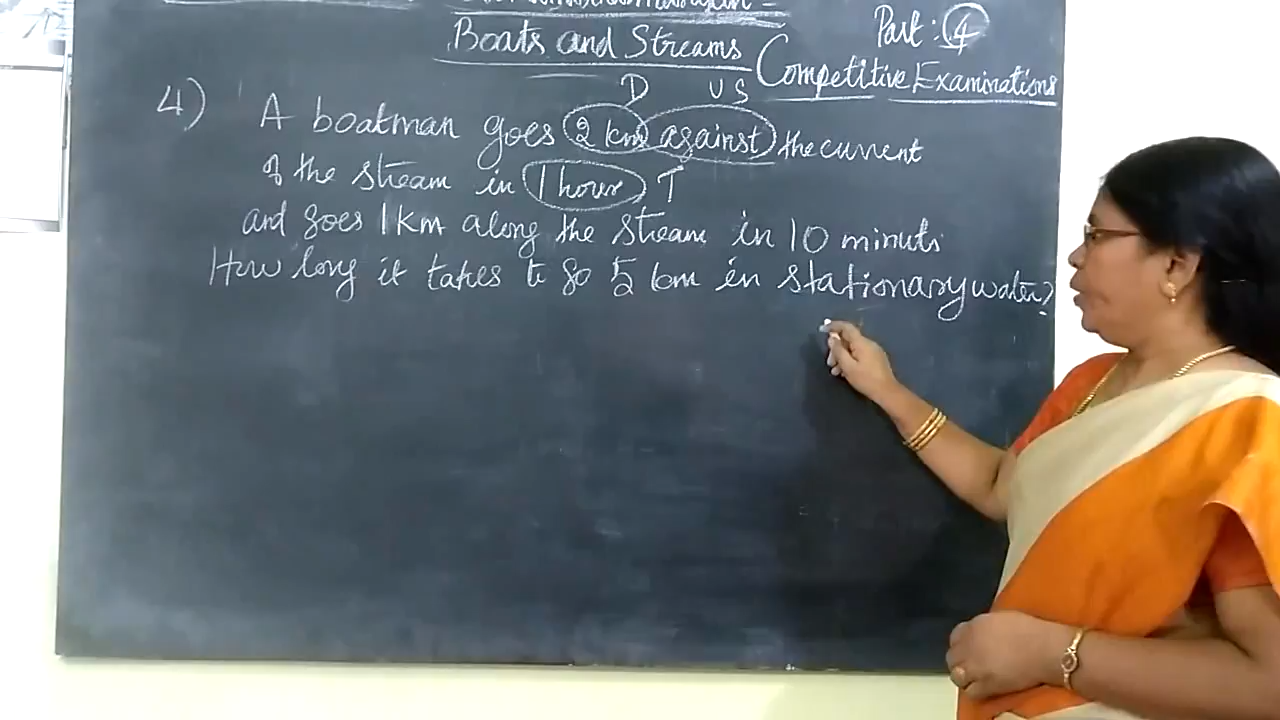 Boats and Streams
Part : 4
Competitive Examinations
D US
4) A boatman goes 2 km against the current
of the stream in 1 hour, T
and goes 1 km along the stream in 10 minuts
How long it takes to go 5 km in stationary water?